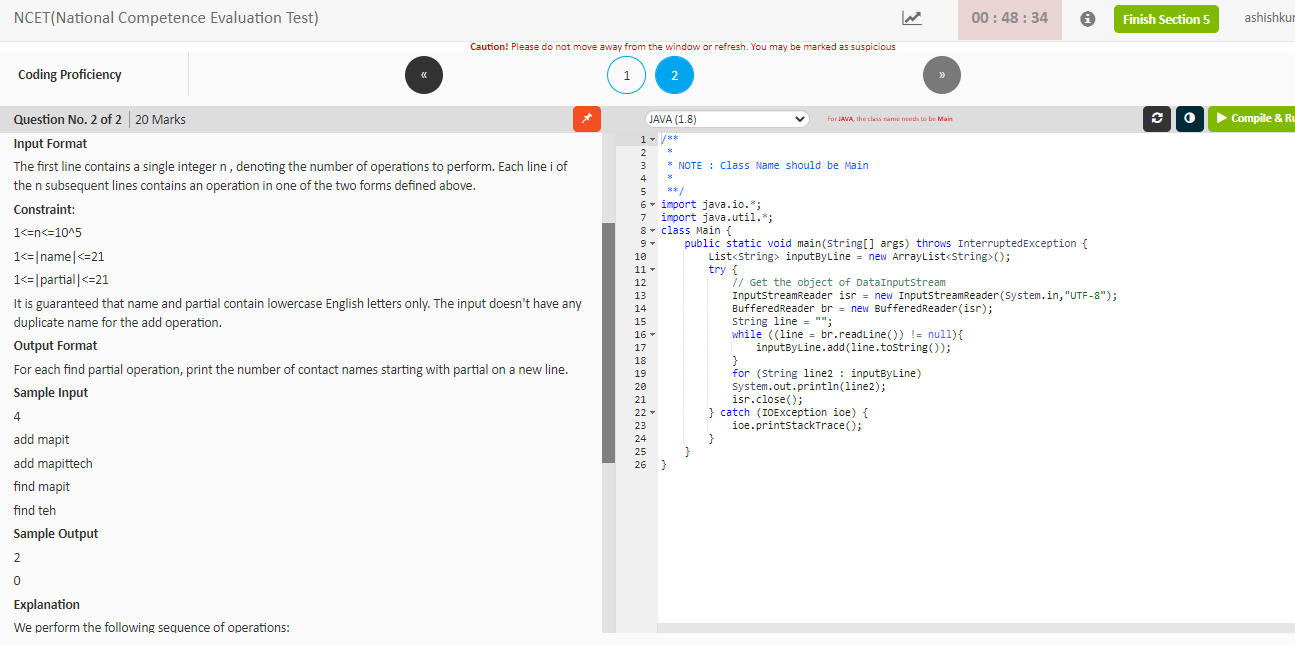 NCET(National Competence Evaluation Test)
00 : 48 : 34
Finish Section 5
Caution! Please do not move away from the window or refresh. You may be marked as suspicious
Coding Proficiency
«
1
2
»
Question No. 2 of 2
20 Marks
Input Format
The first line contains a single integer n , denoting the number of operations to perform. Each line i of
the n subsequent lines contains an operation in one of the two forms defined above.
Constraint:
1<=n<=10^5
1<=|name|<=21
1<=|partial|<=21
It is guaranteed that name and partial contain lowercase English letters only. The input doesn't have any
duplicate name for the add operation.
Output Format
For each find partial operation, print the number of contact names starting with partial on a new line.
Sample Input
4
add mapit
add mapittech
find mapit
find teh
Sample Output
2
0
Explanation
We perform the following sequence of operations:
JAVA (1.8)
For JAVA, the class name needs to be Main
Compile &
1 /**
2 *
3 * NOTE : Class Name should be Main
4 *
5 **/
6 import java.io.*;
7 import java.util.*;
8 class Main {
9 public static void main(String[] args) throws InterruptedException {
10 List<String> inputByLine = new ArrayList<String>();
11 try {
12 // Get the object of DataInputStream
13 InputStreamReader isr = new InputStreamReader(System.in,"UTF-8");
14 BufferedReader br = new BufferedReader(isr);
15 String line = "";
16 while ((line = br.readLine()) != null){
17 inputByLine.add(line.toString());
18 }
19 for (String line2 : inputByLine)
20 System.out.println(line2);
21 isr.close();
22 } catch (IOException ioe) {
23 ioe.printStackTrace();
24 }
25 }
26 }